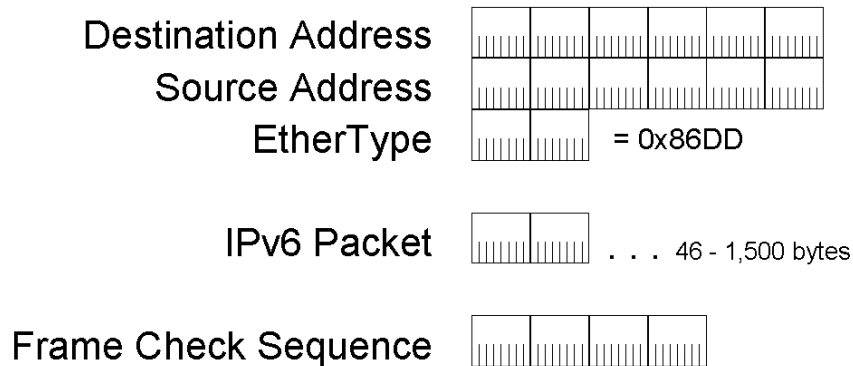 Destination Address
Source Address
EtherType = 0x86DD
IPv6 Packet . . . 46 - 1,500 bytes
Frame Check Sequence